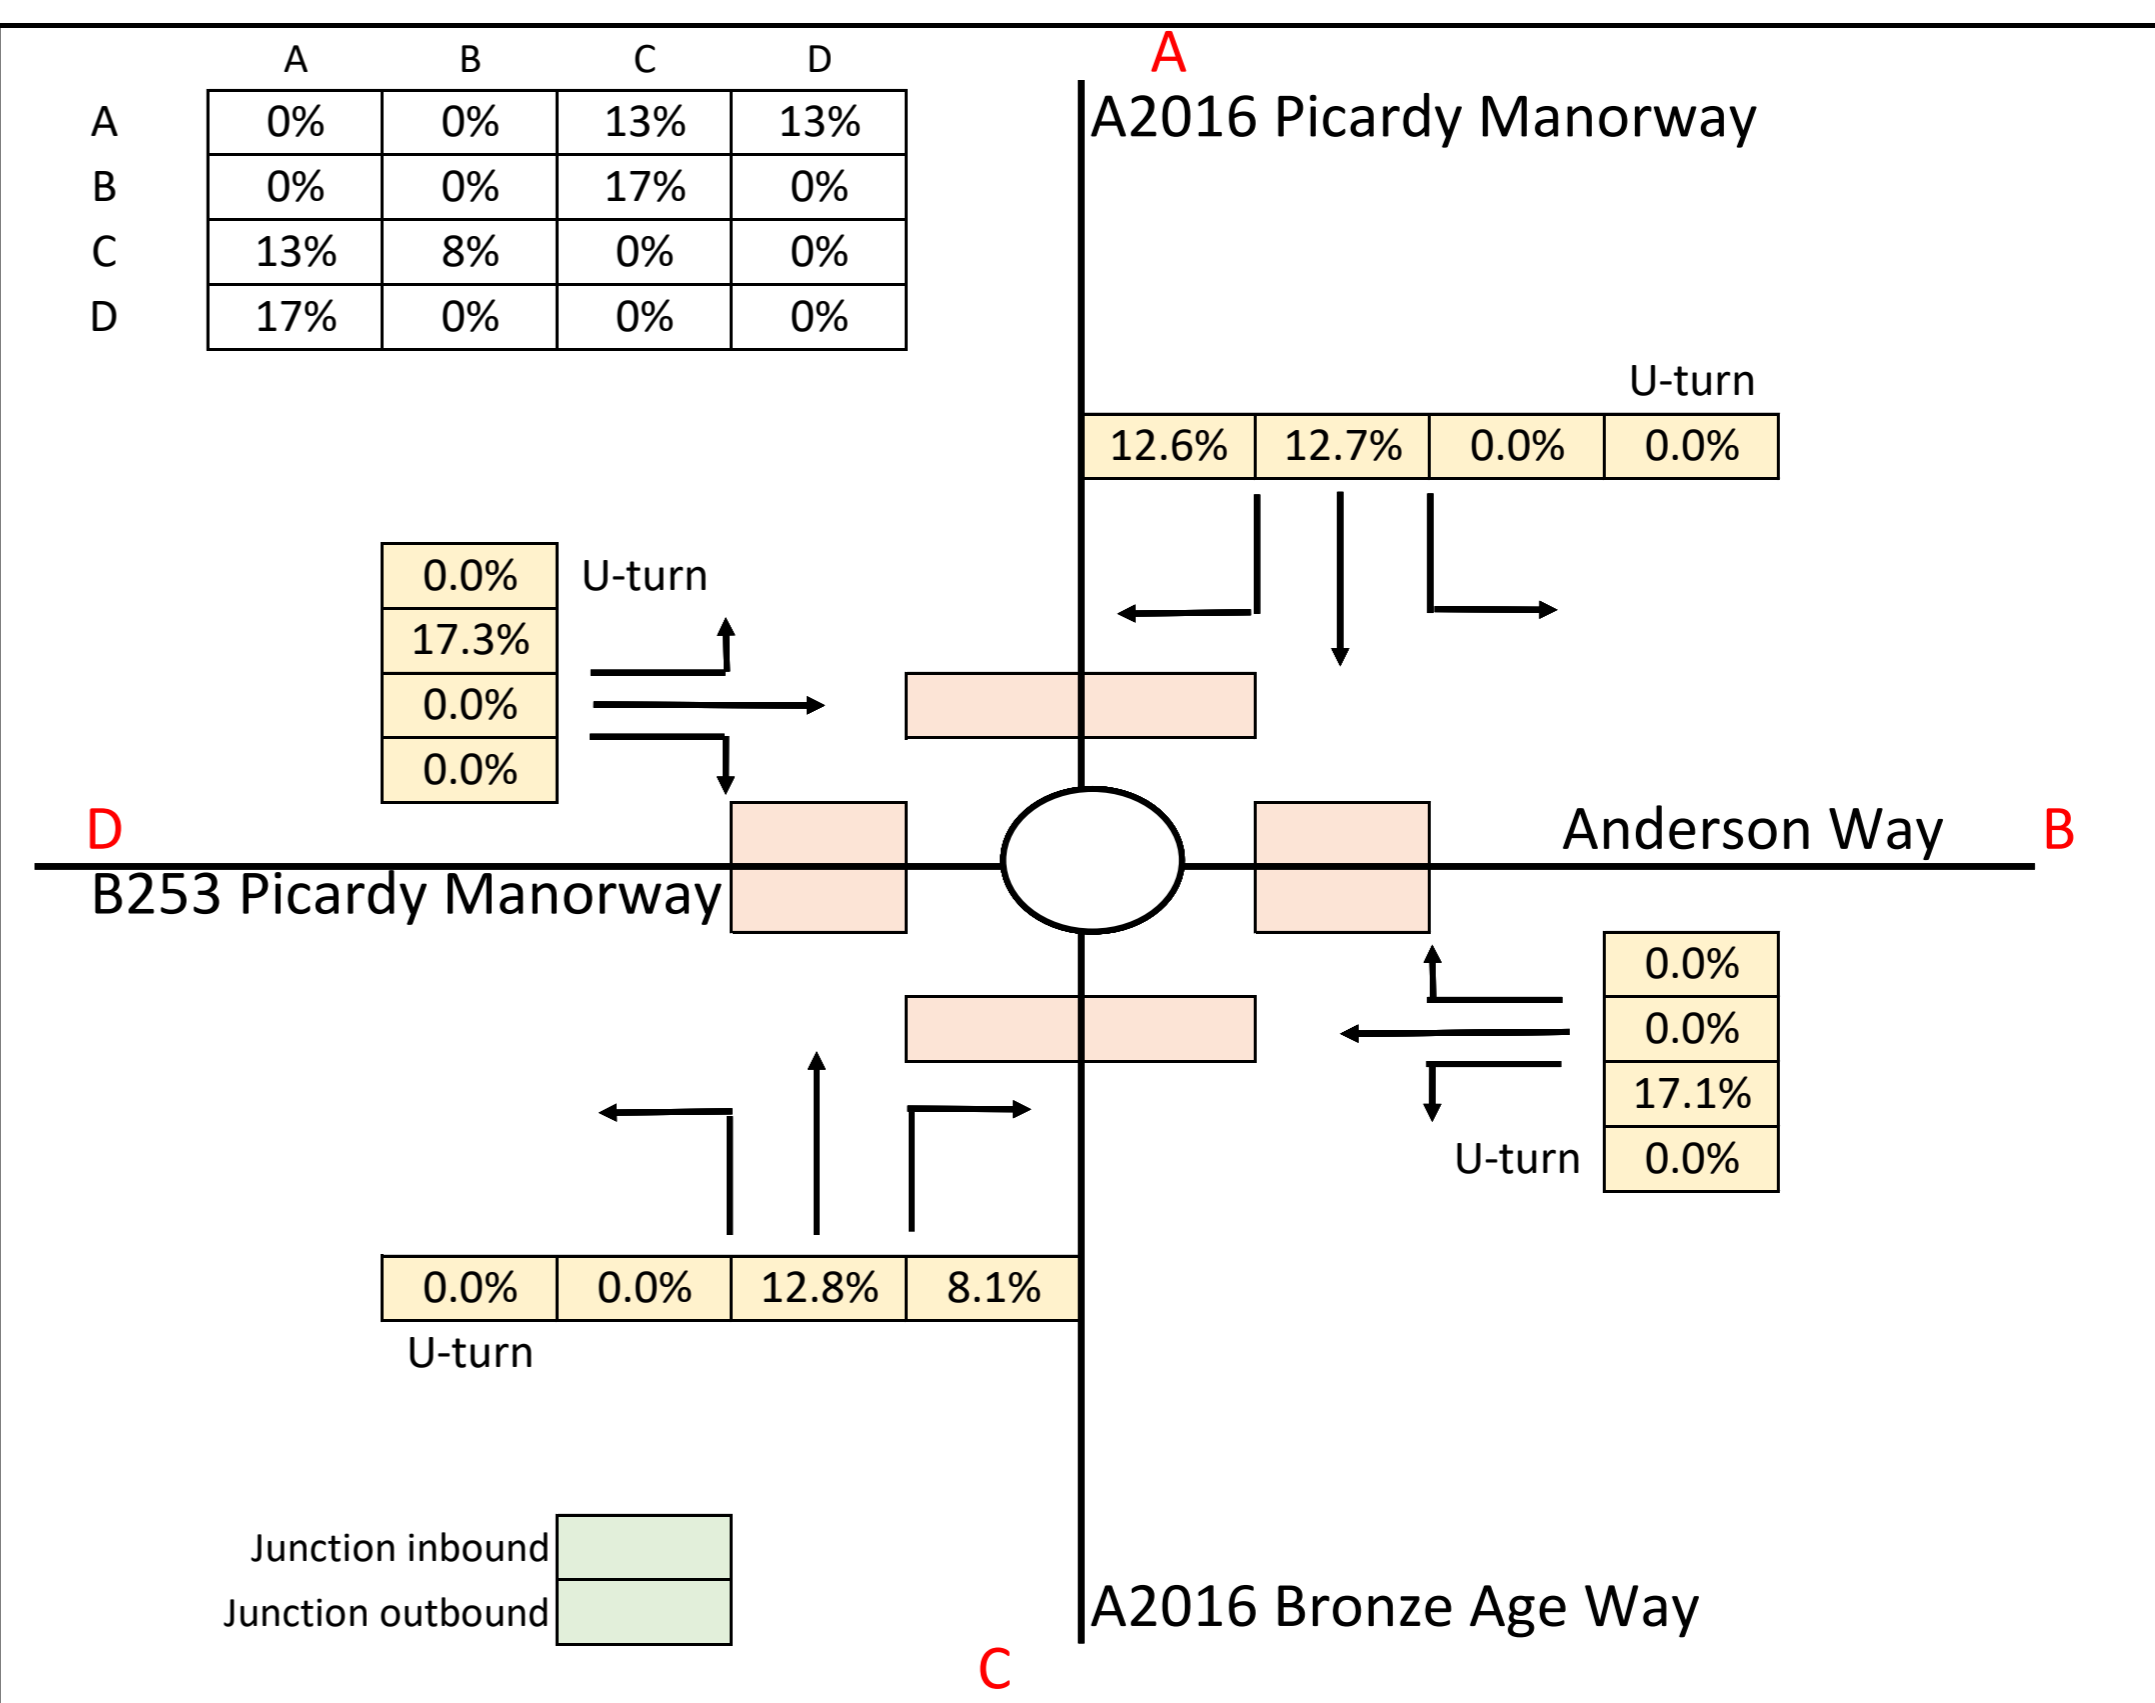 A B C D
A 0% 0% 13% 13%
B 0% 0% 17% 0%
C 13% 8% 0% 0%
D 17% 0% 0% 0%
A
A2016 Picardy Manorway
U-turn
12.6% 12.7% 0.0% 0.0%
0.0% U-turn
17.3%
0.0%
0.0%
D
B253 Picardy Manorway
Anderson Way B
0.0%
0.0%
17.1%
U-turn 0.0%
0.0% 0.0% 12.8% 8.1%
U-turn
Junction inbound
Junction outbound
A2016 Bronze Age Way
C